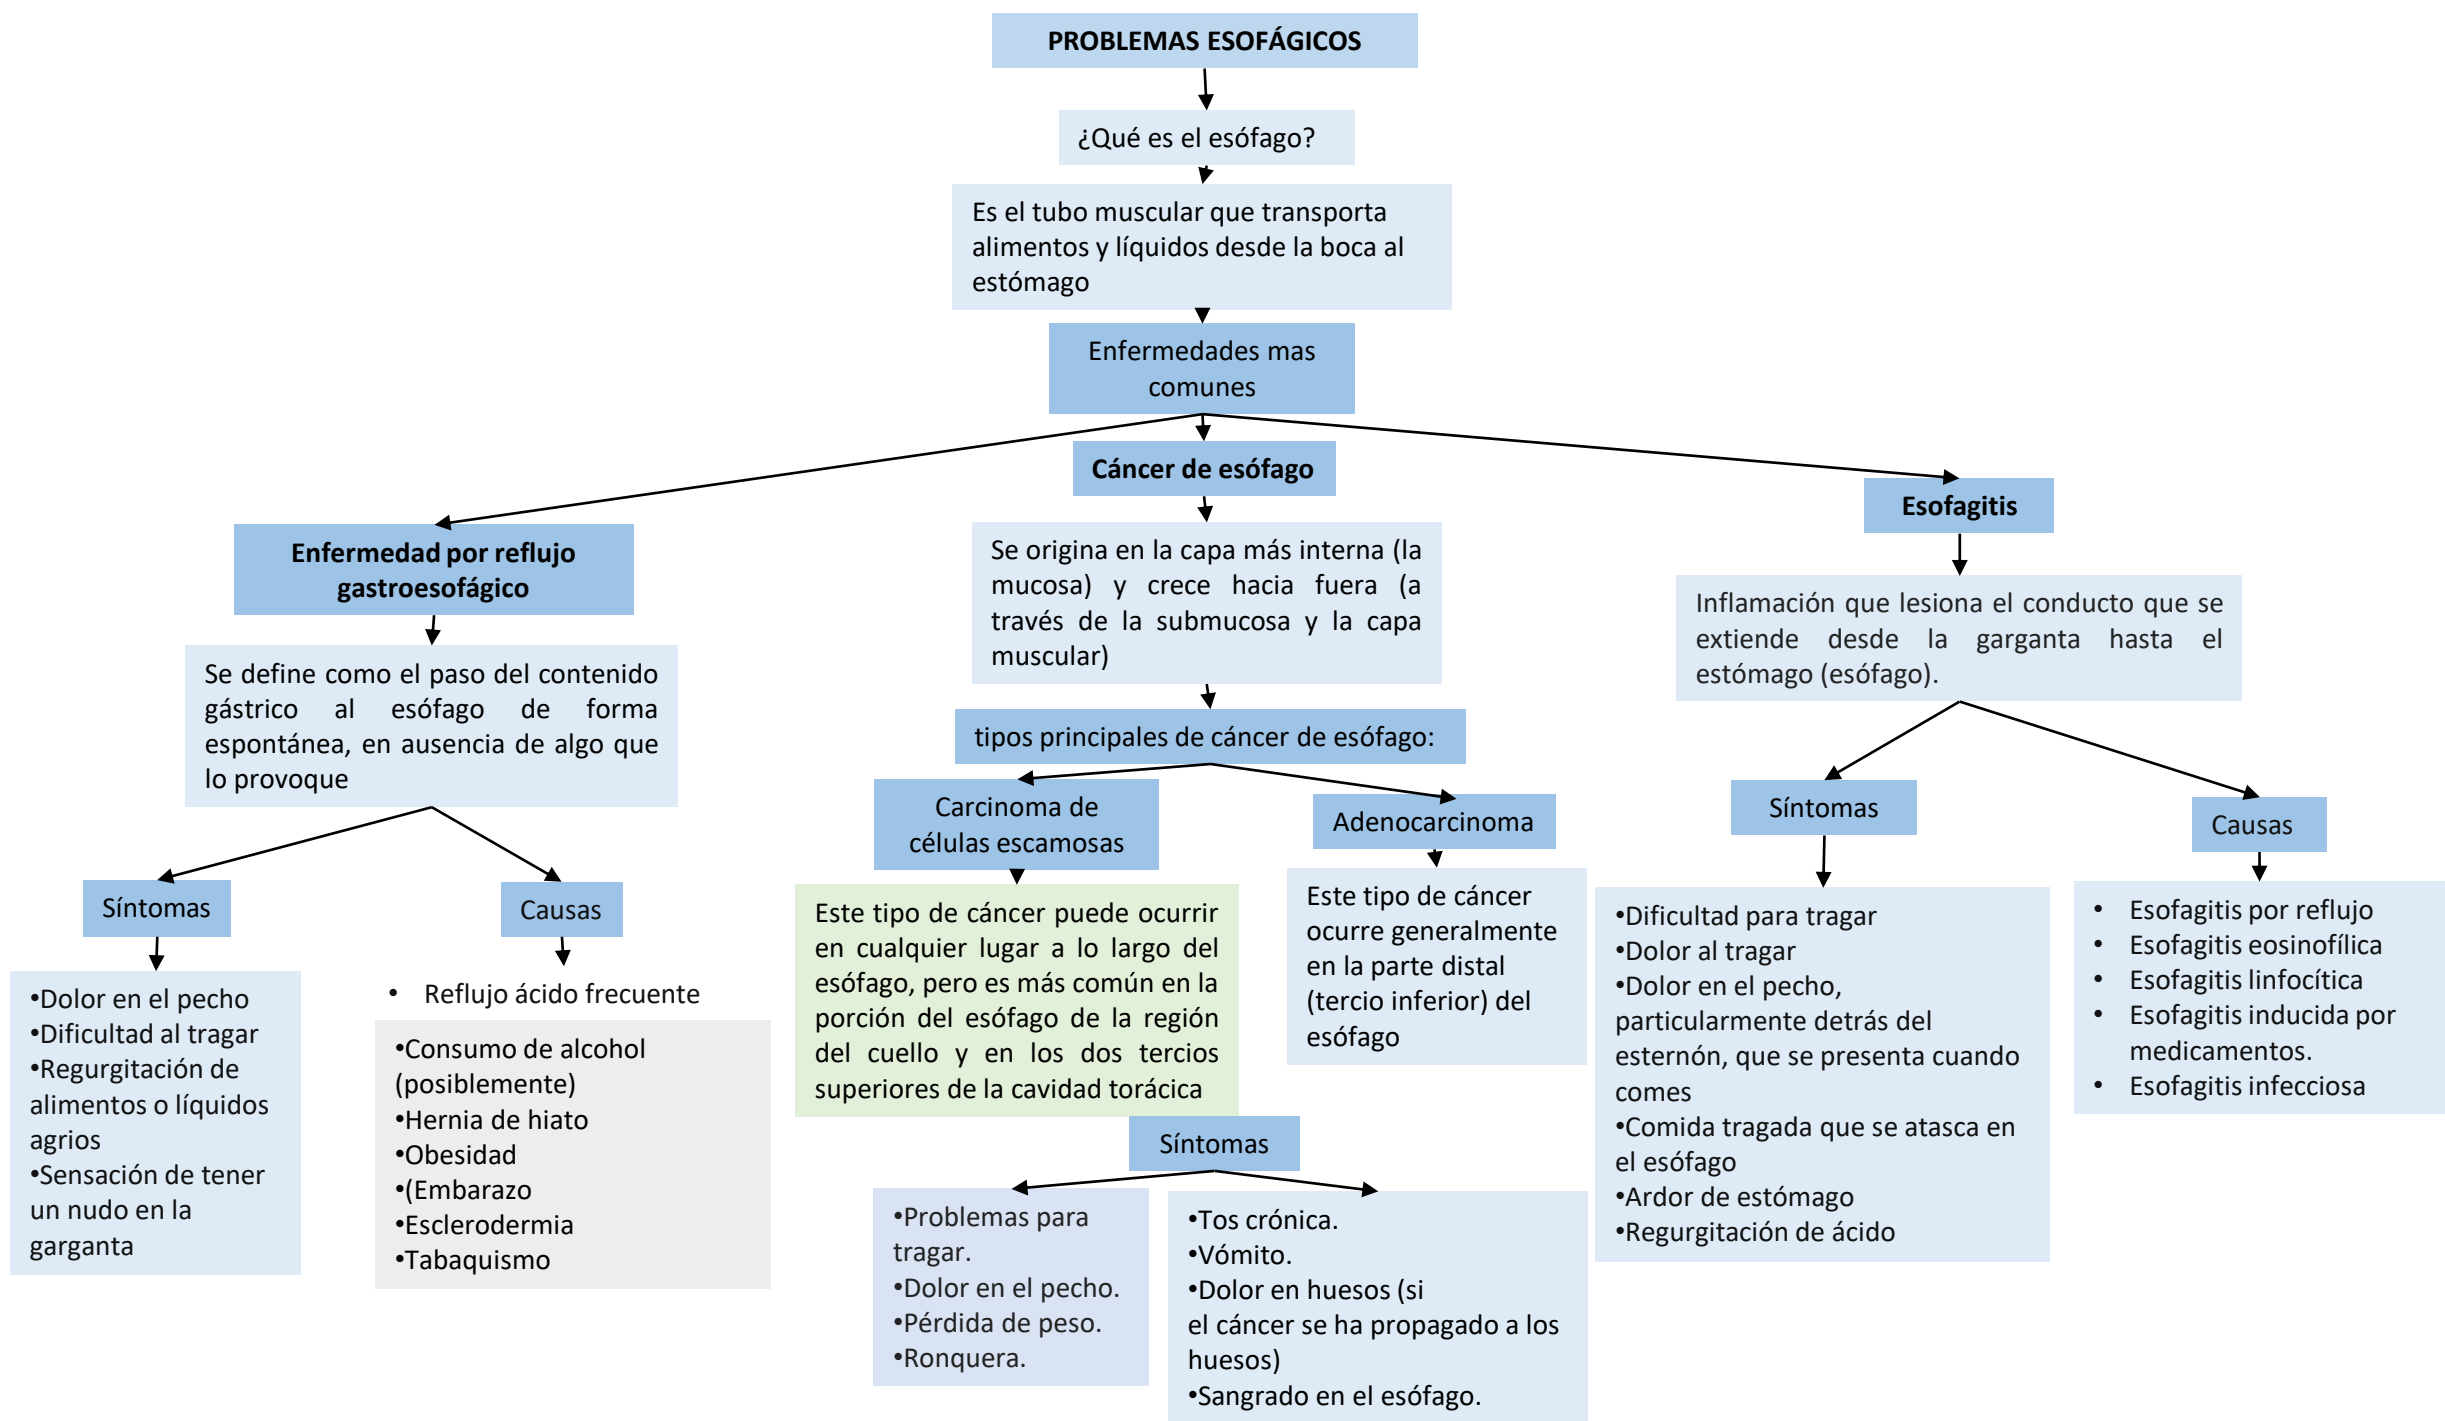 PROBLEMAS ESOFÁGICOS
¿Qué es el esófago?
Es el tubo muscular que transporta
alimentos y líquidos desde la boca al
estómago
Enfermedades mas
comunes
Enfermedad por reflujo
gastroesofágico
Se define como el paso del contenido
gástrico al esófago de forma
espontánea, en ausencia de algo que
lo provoque
Síntomas
•Dolor en el pecho
•Dificultad al tragar
•Regurgitación de
alimentos o líquidos
agrios
•Sensación de tener
un nudo en la
garganta
Causas
• Reflujo ácido frecuente
•Consumo de alcohol
(posiblemente)
•Hernia de hiato
•Obesidad
•(Embarazo
•Esclerodermia
•Tabaquismo
Cáncer de esófago
Se origina en la capa más interna (la
mucosa) y crece hacia fuera (a
través de la submucosa y la capa
muscular)
tipos principales de cáncer de esófago:
Carcinoma de
células escamosas
Este tipo de cáncer puede ocurrir
en cualquier lugar a lo largo del
esófago, pero es más común en la
porción del esófago de la región
del cuello y en los dos tercios
superiores de la cavidad torácica
Adenocarcinoma
Este tipo de cáncer
ocurre generalmente
en la parte distal
(tercio inferior) del
esófago
Síntomas
•Problemas para
tragar.
•Dolor en el pecho.
•Pérdida de peso.
•Ronquera.
•Tos crónica.
•Vómito.
•Dolor en huesos (si
el cáncer se ha propagado a los
huesos)
•Sangrado en el esófago.
Esofagitis
Inflamación que lesiona el conducto que se
extiende desde la garganta hasta el
estómago (esófago).
Síntomas
•Dificultad para tragar
•Dolor al tragar
•Dolor en el pecho,
particularmente detrás del
esternón, que se presenta cuando
comes
•Comida tragada que se atasca en
el esófago
•Ardor de estómago
•Regurgitación de ácido
Causas
• Esofagitis por reflujo
• Esofagitis eosinofílica
• Esofagitis linfocítica
• Esofagitis inducida por
medicamentos.
• Esofagitis infecciosa